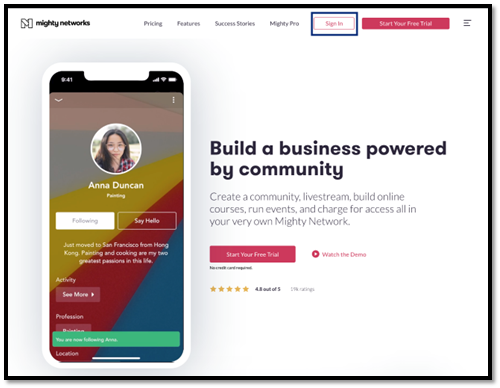 mighty networks
Pricing
Features
Success Stories
Mighty Pro
Sign In
Start Your Free Trial
9:41
Anna Duncan
Painting
Following
Say Hello
Just moved to San Francisco from Hong
Kong. Painting and cooking are my two
greatest passions in this life.
Activity
See More
Profession
You are now following Anna.
Location
Build a business powered
by community
Create a community, livestream, build online
courses, run events, and charge for access all in
your very own Mighty Network.
Start Your Free Trial
Watch the Demo
No credit card required.
4.8 out of 5
ratings